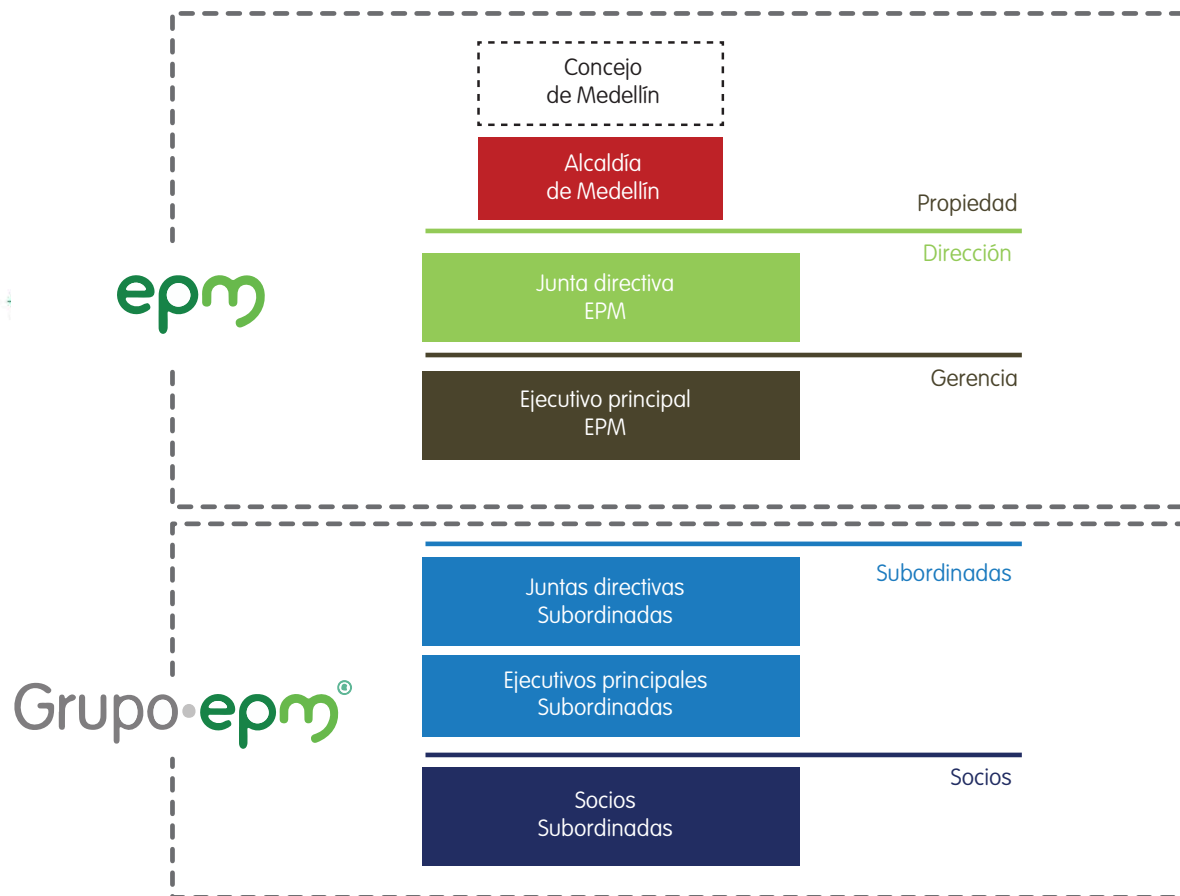 Concejo
de Medellín
Alcaldía
de Medellín
Propiedad
Dirección
epm
Junta directiva
EPM
Gerencia
Ejecutivo principal
EPM
Subordinadas
Juntas directivas
Subordinadas
Ejecutivos principales
Subordinadas
Grupo·epm®
Socios
Socios
Subordinadas